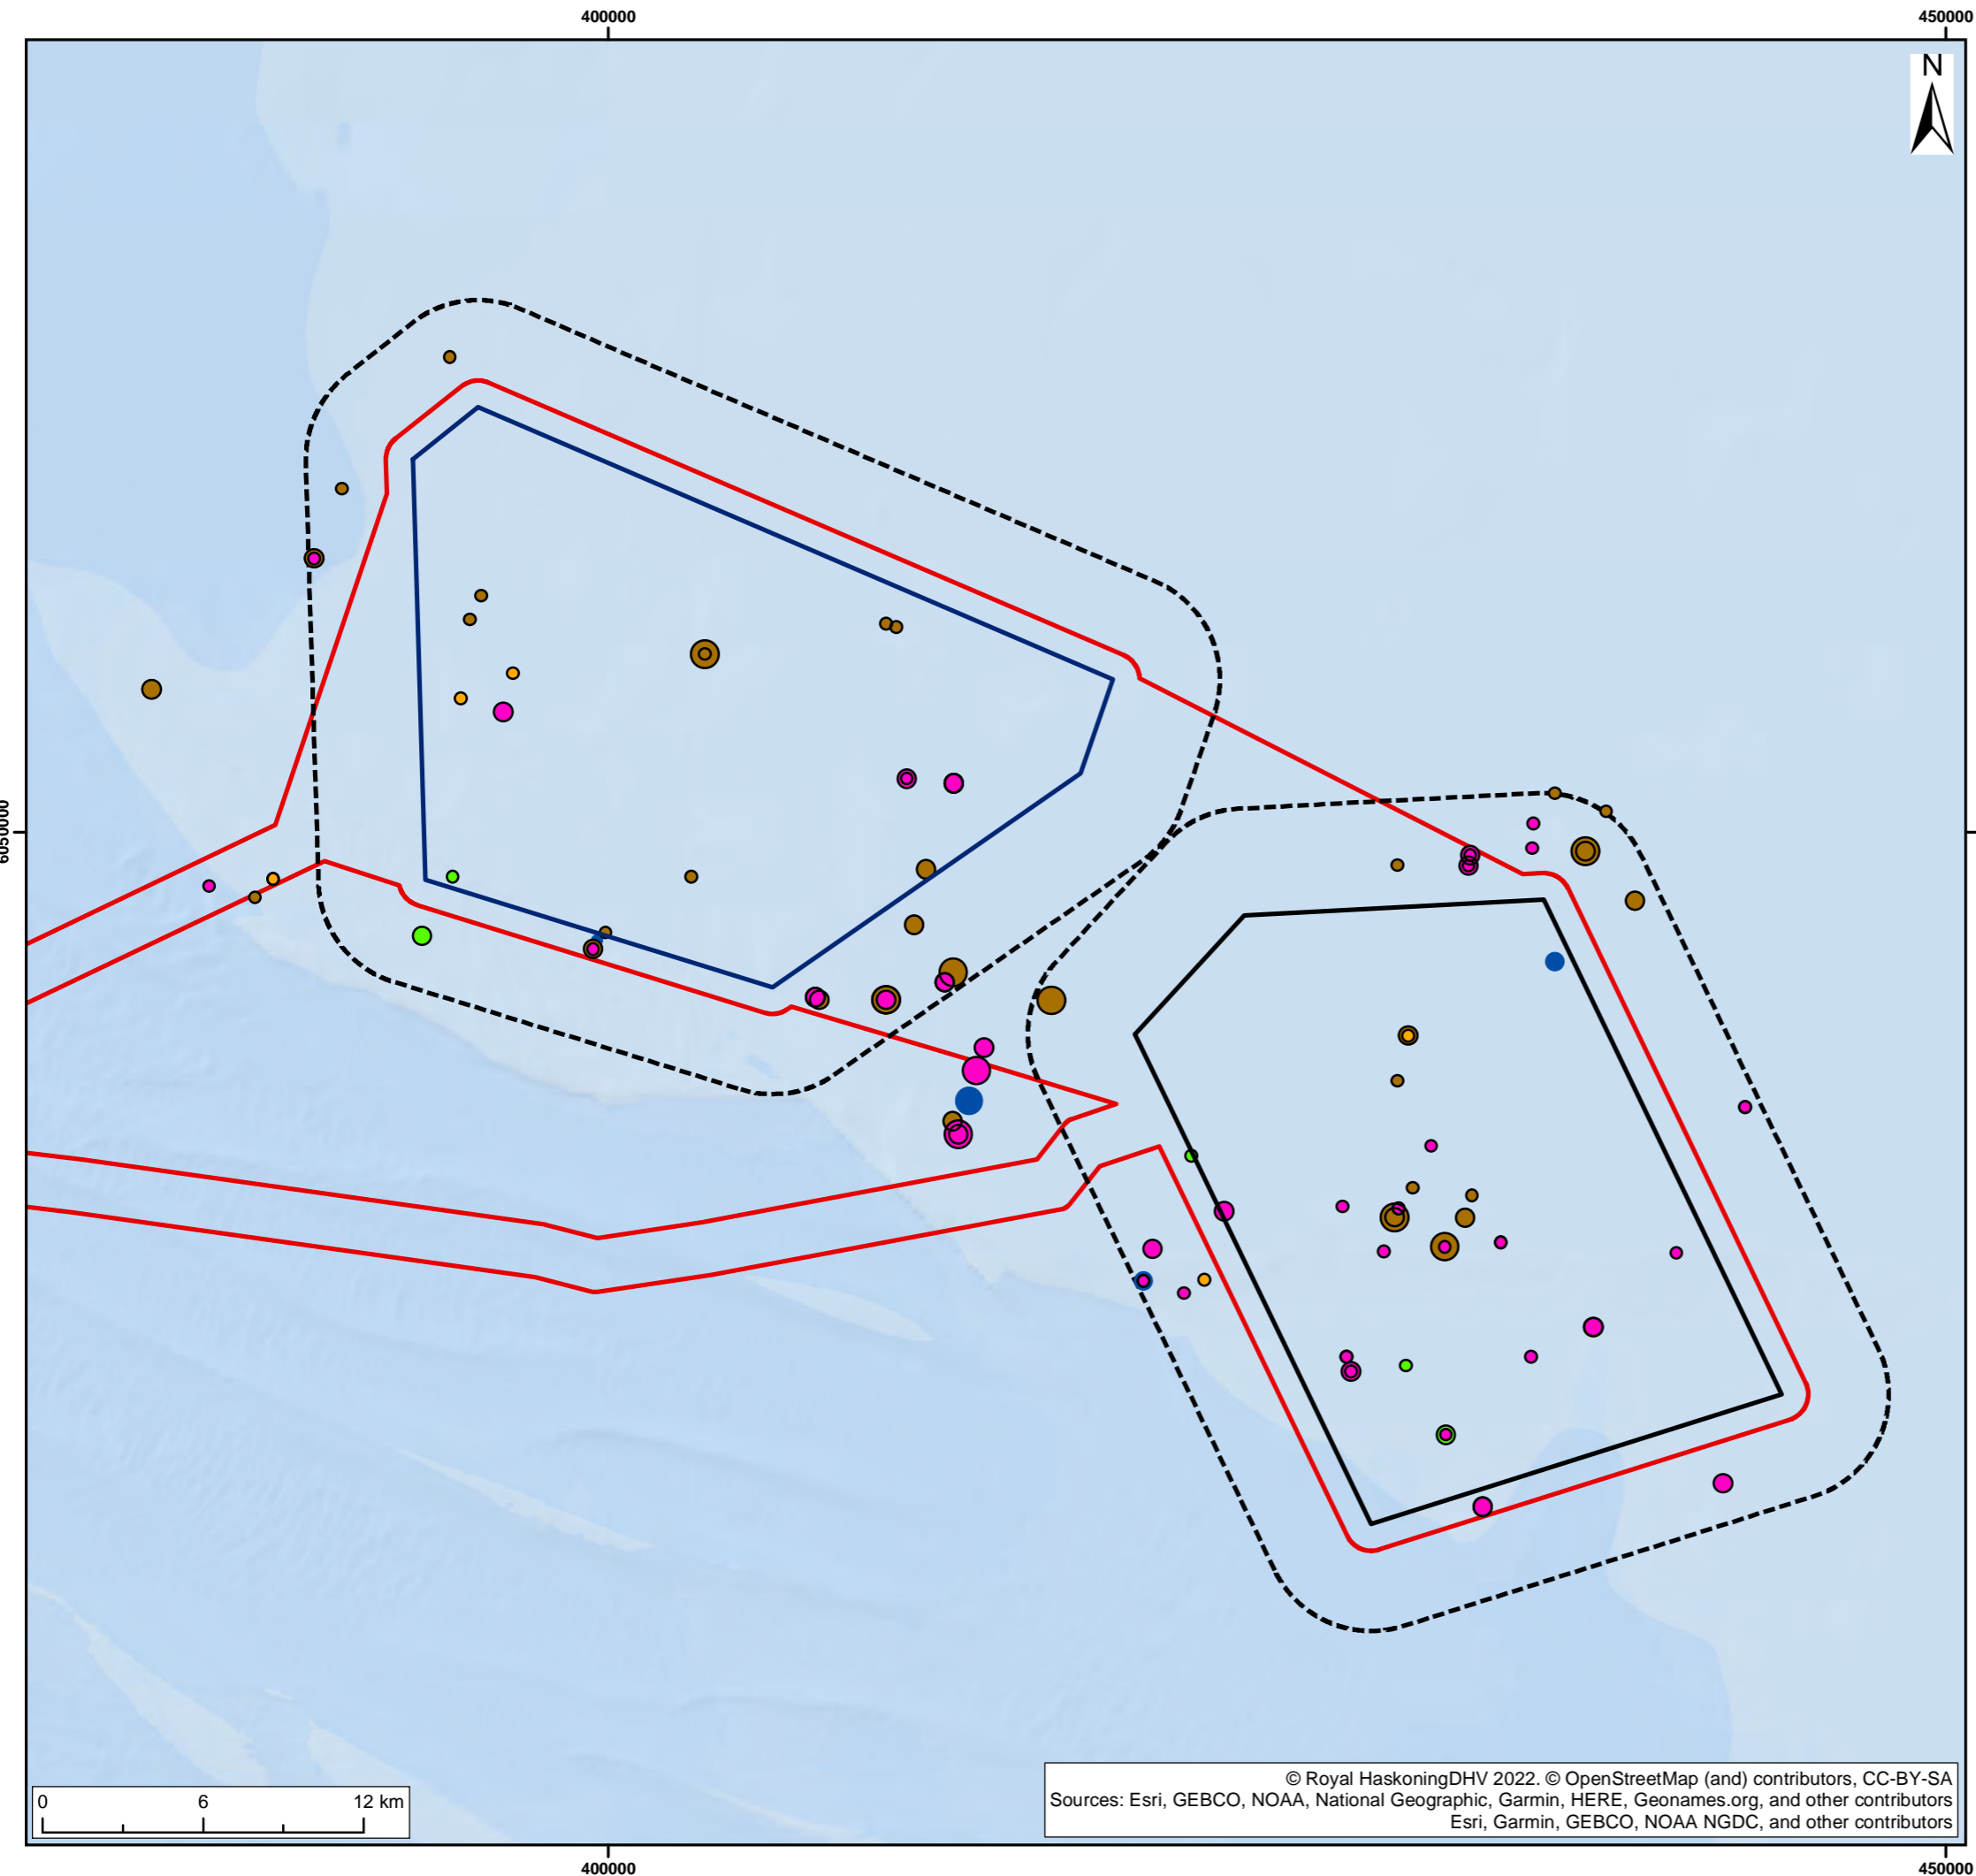 400000
450000
N
6050000
0 6 12 km
© Royal HaskoningDHV 2022. © OpenStreetMap (and) contributors, CC-BY-SA
Sources: Esri, GEBCO, NOAA, National Geographic, Garmin, HERE, Geonames.org, and other contributors
Esri, Garmin, GEBCO, NOAA NGDC, and other contributors
400000
450000